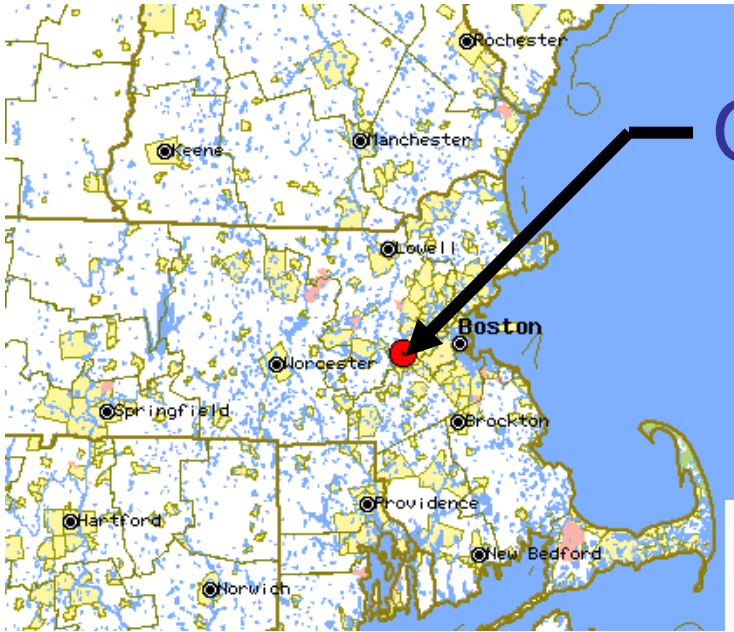 Rochester
Keene
Manchester
Lowell
Boston
Worcester
Springfield
Brockton
Providence
Hartford
New Bedford
Norwich